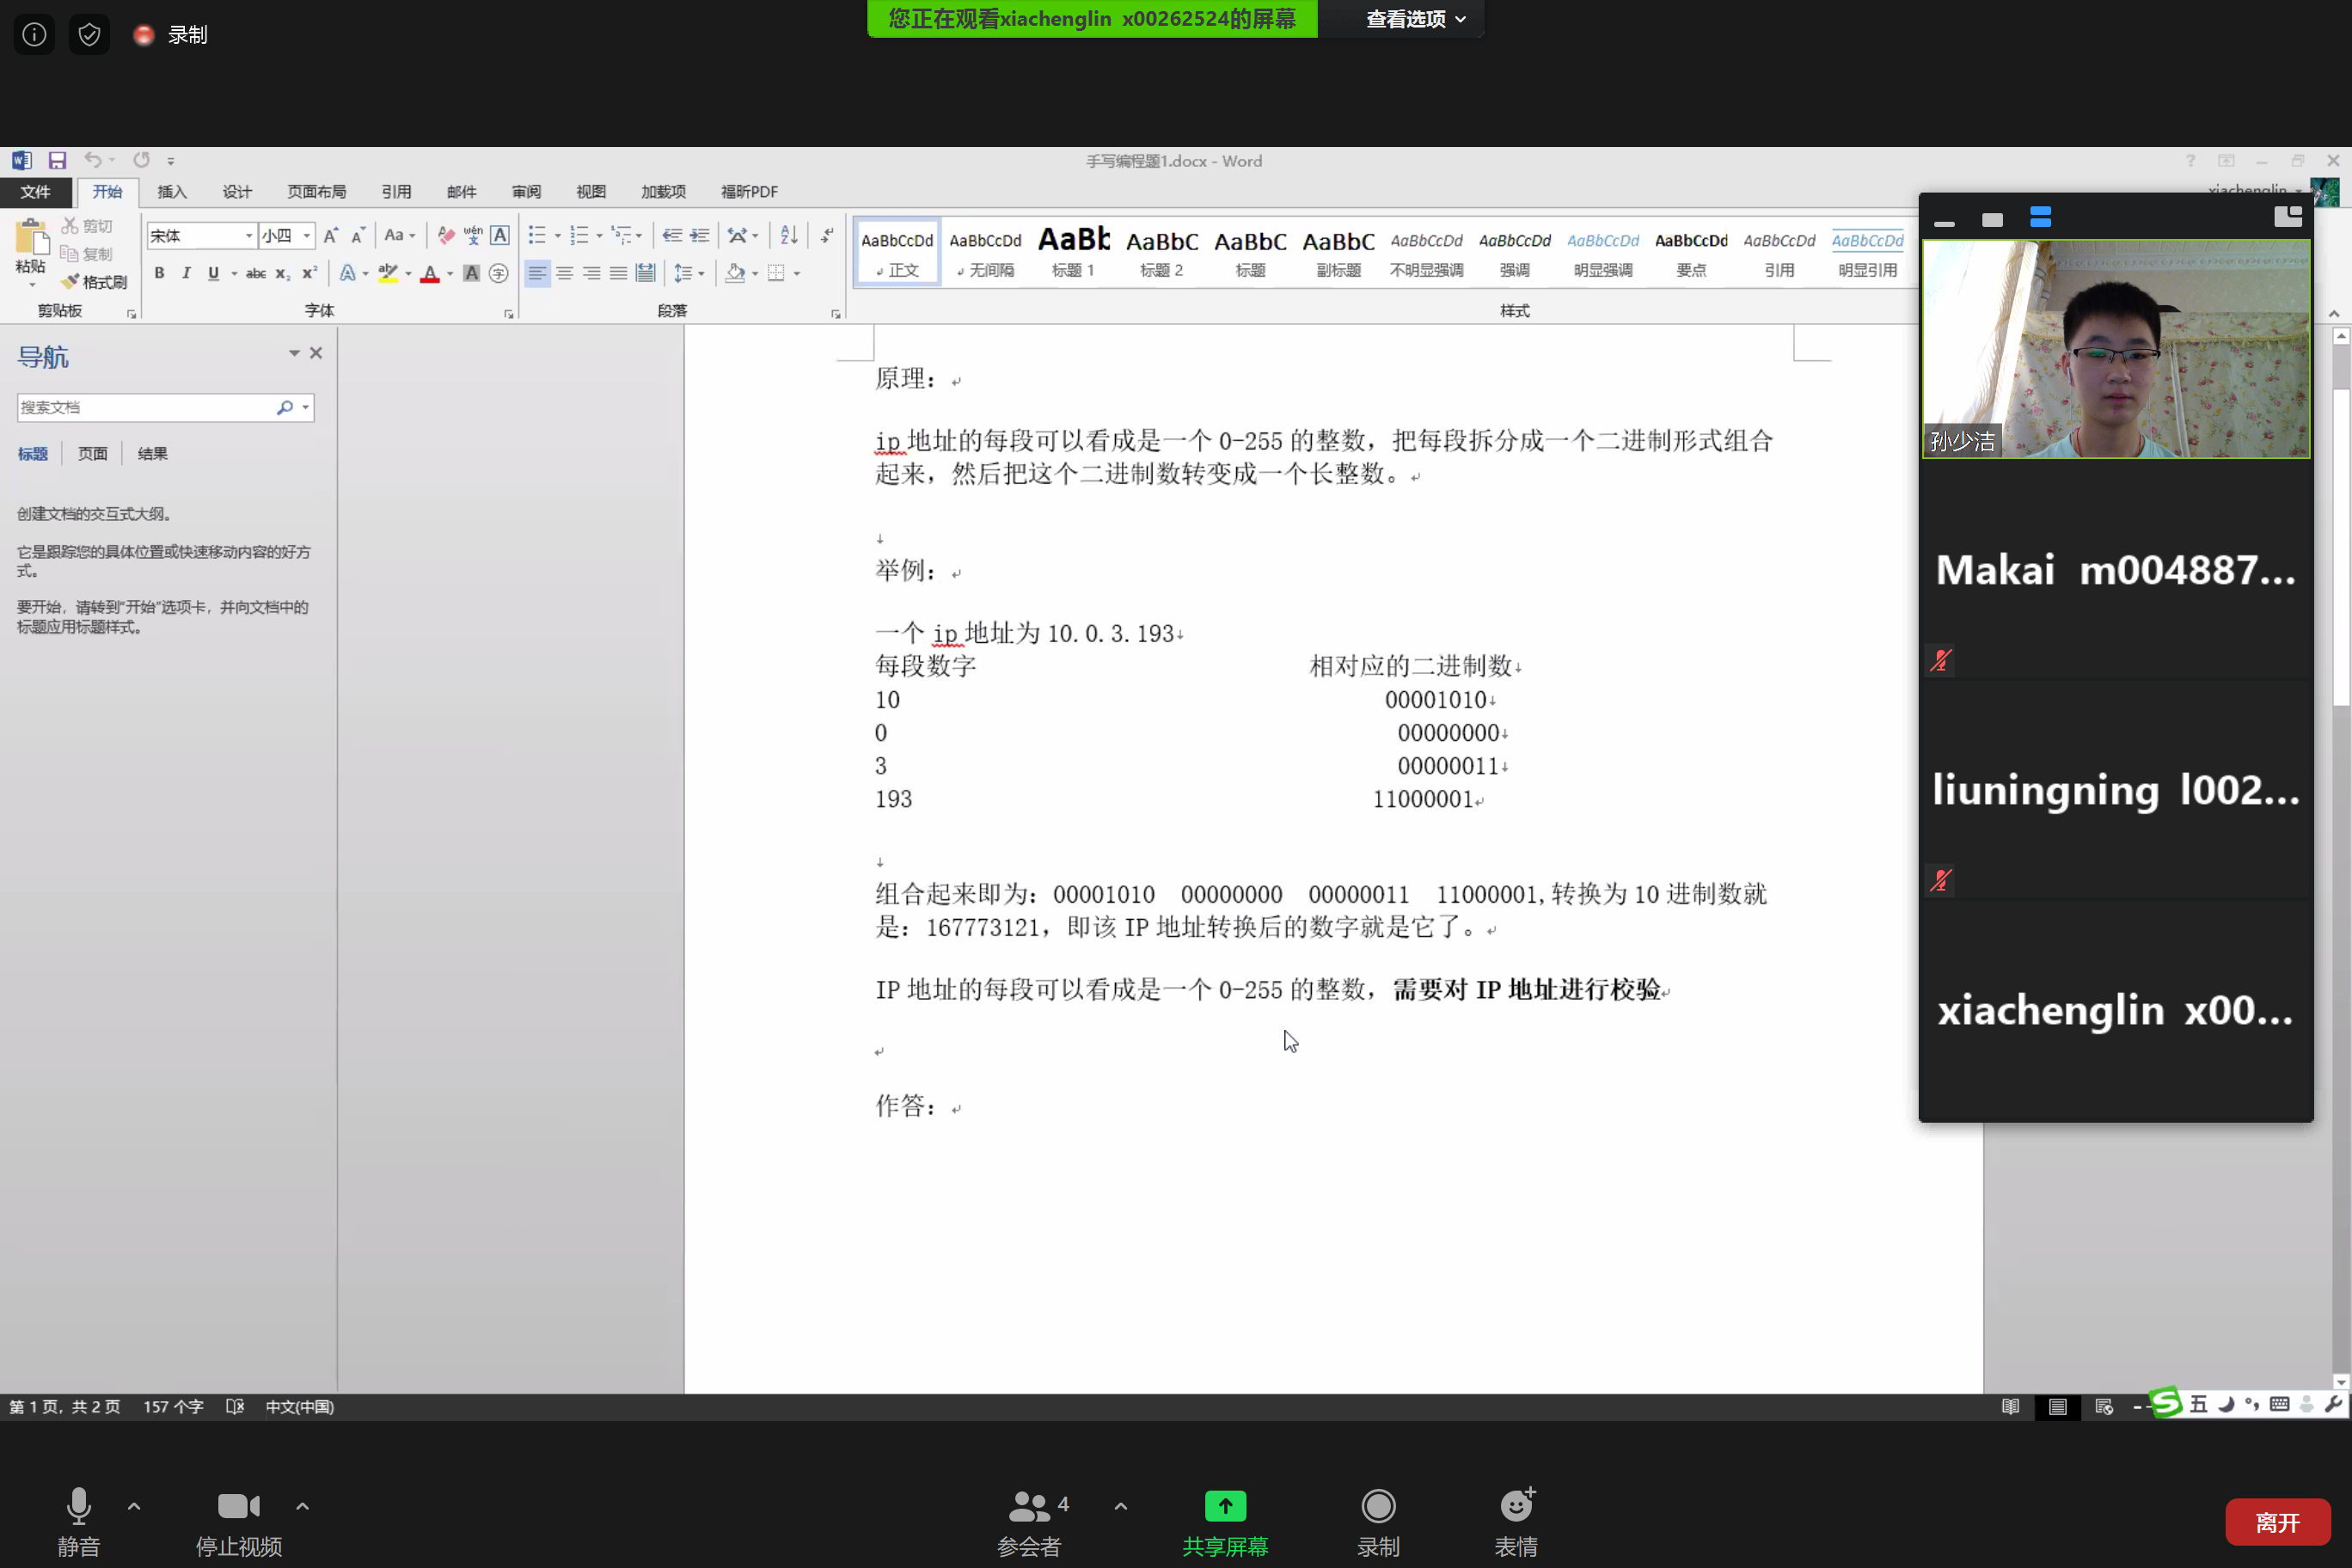 录制
您正在观看xiachenglin x00262524的屏幕
查看选项
手写编程题1.docx - Word
文件 开始 插入 设计 页面布局 引用 邮件 审阅 视图 加载项 福昕PDF
xiachenglin
粘贴
剪切
复制
格式刷
剪贴板
宋体 小四
字体
段落
AaBbCcDd 正文
AaBbCcDd 无间隔
AaBb 标题 1
AaBbC 标题 2
AaBbC 标题
AaBbC 副标题
AaBbCcDd 不明显强调
AaBbCcDd 强调
AaBbCcDd 明显强调
AaBbCcDd 要点
AaBbCcDd 引用
AaBbCcDd 明显引用
样式
导航
搜索文档
标题 页面 结果
创建文档的交互式大纲。
它是跟踪您的具体位置或快速移动内容的好方
式。
要开始，请转到“开始”选项卡，并向文档中的
标题应用标题样式。
原理：
ip 地址的每段可以看成是一个 0-255 的整数，把每段拆分成一个二进制形式组合
起来，然后把这个二进制数转变成一个长整数。
举例：
一个 ip 地址为 10.0.3.193
每段数字 相对应的二进制数
10 00001010
0 00000000
3 00000011
193 11000001
组合起来即为：00001010 00000000 00000011 11000001,转换为 10 进制数就
是：167773121，即该 IP 地址转换后的数字就是它了。
IP 地址的每段可以看成是一个 0-255 的整数，需要对 IP 地址进行校验
作答：
孙少洁
Makai m004887...
liuningning l002...
xiachenglin x00...
第 1 页，共 2 页 157 个字 中文(中国)
五
静音
停止视频
4
参会者
共享屏幕
录制
表情
离开